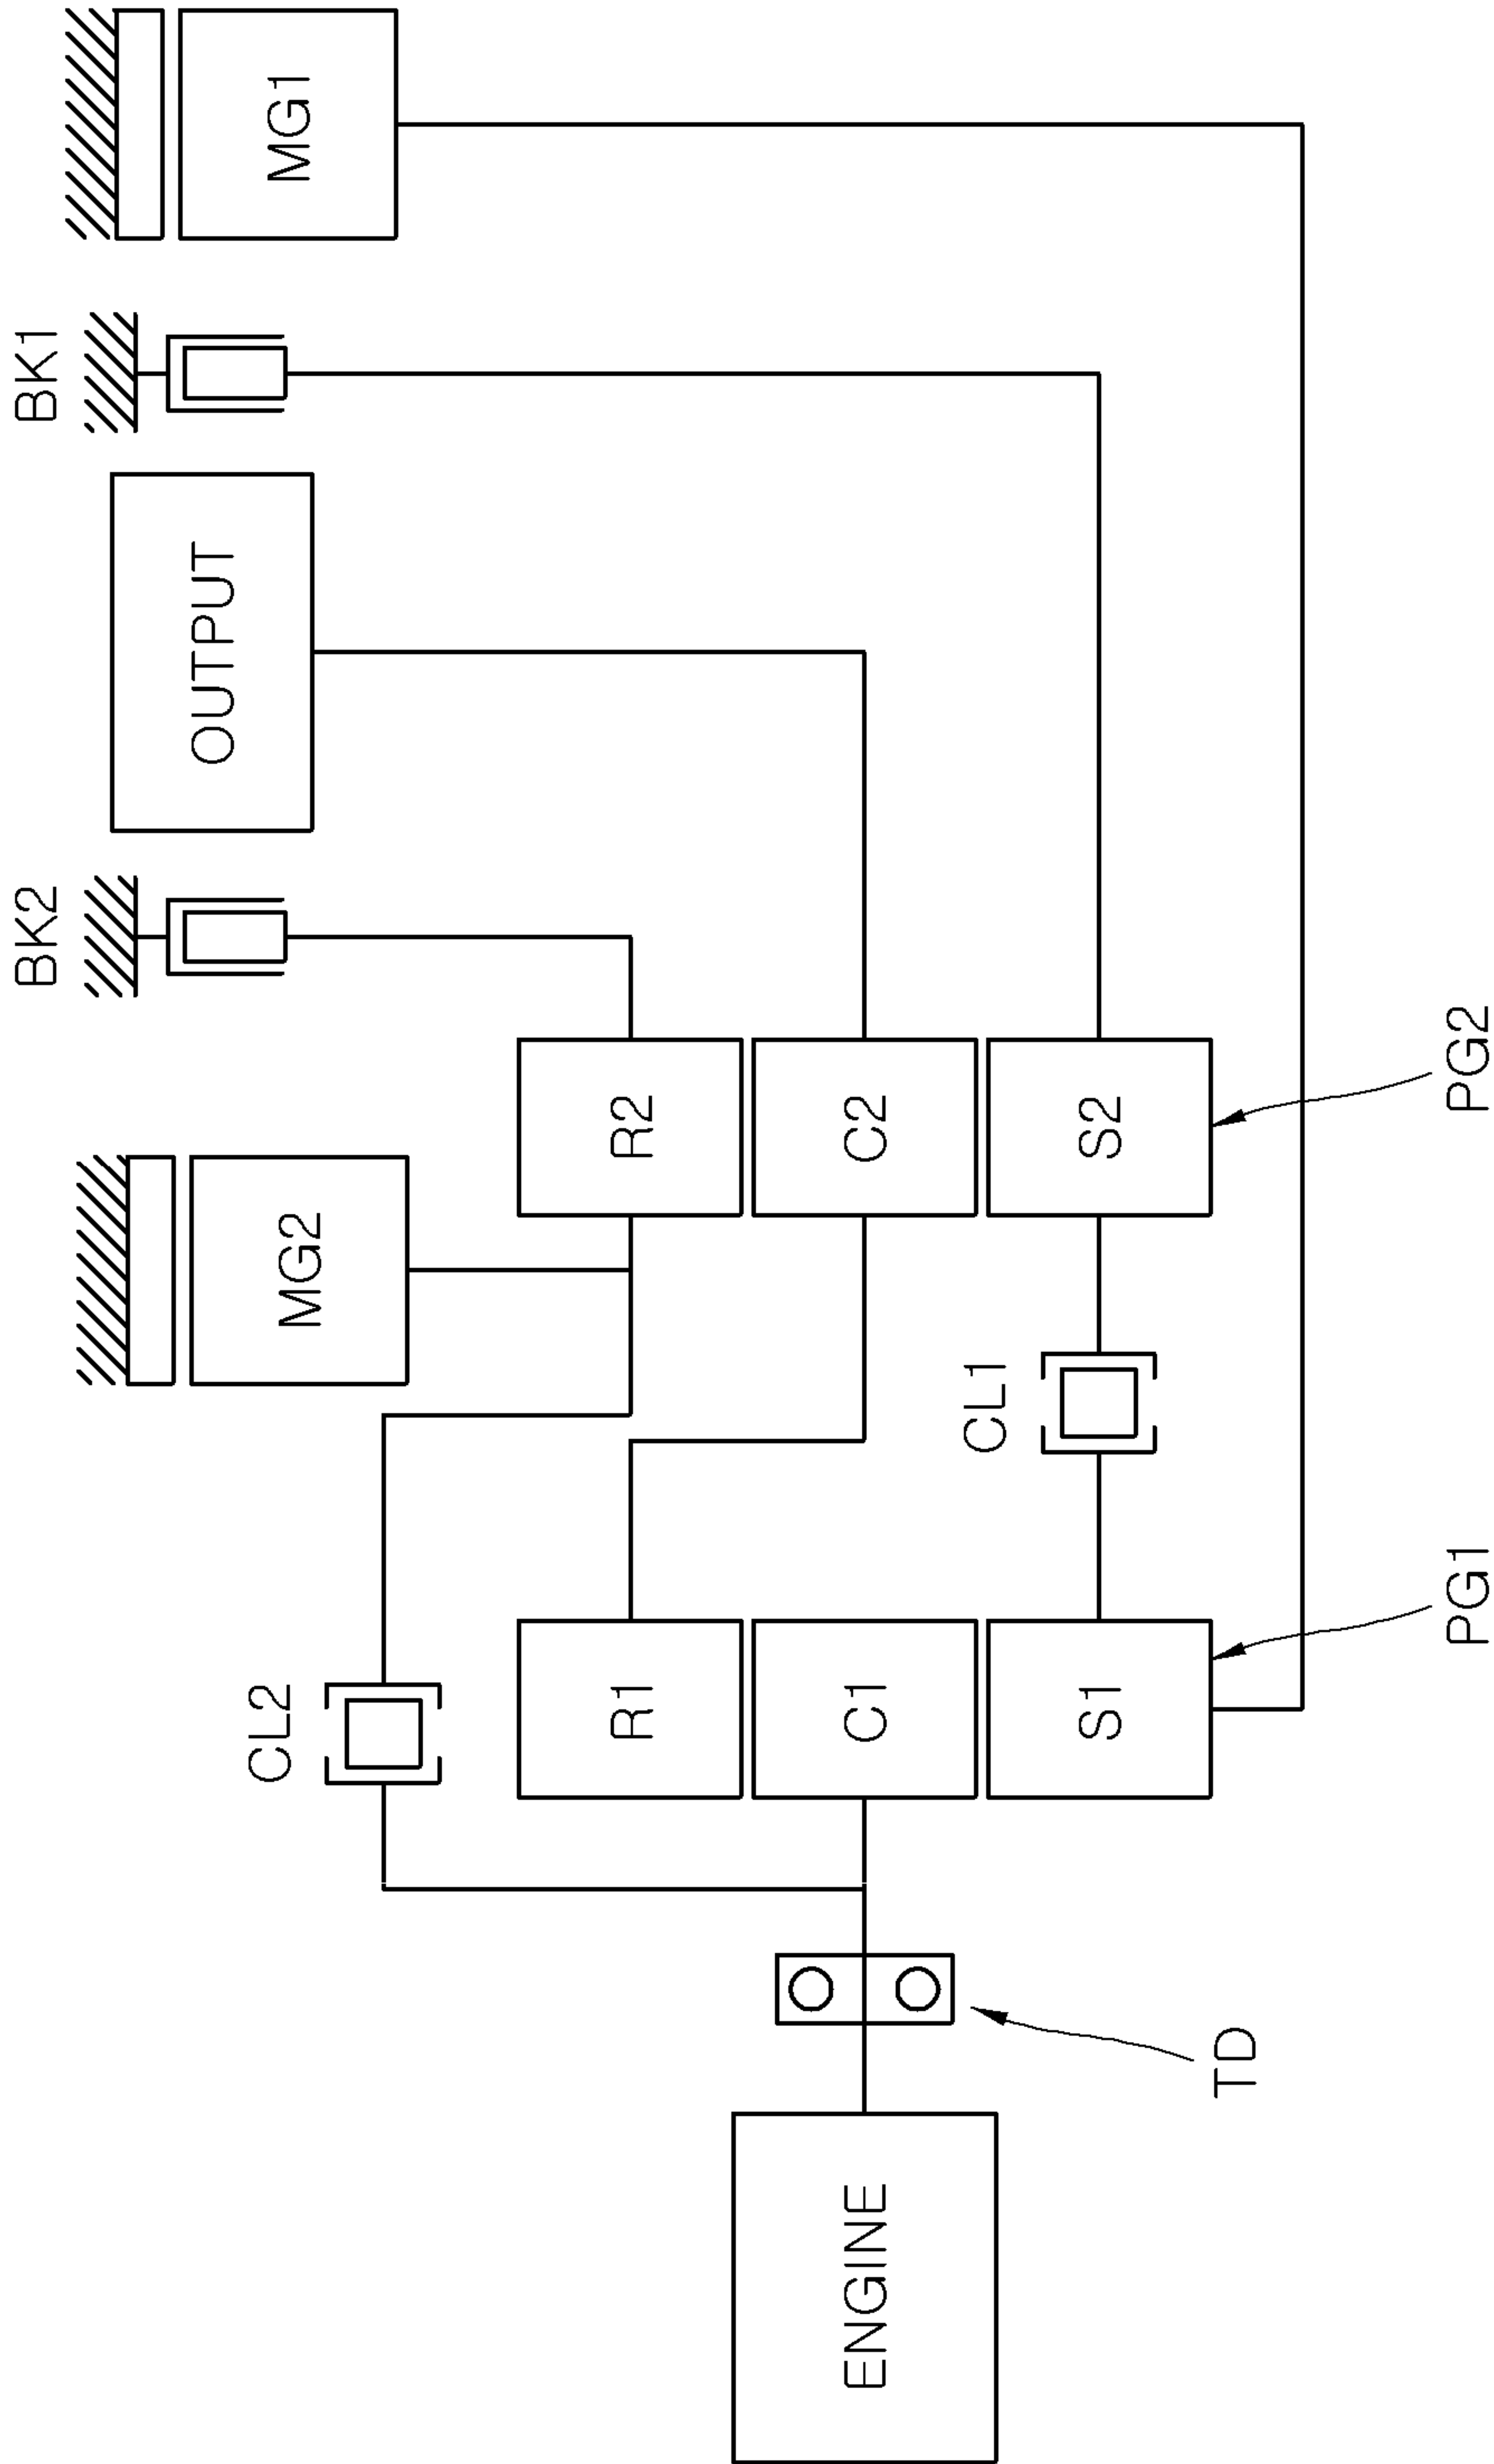 BK2
BK1
MG2
OUTPUT
MG1
CL2
R1
R2
ENGINE
C1
C2
CL1
S1
S2
TD
PG1
PG2